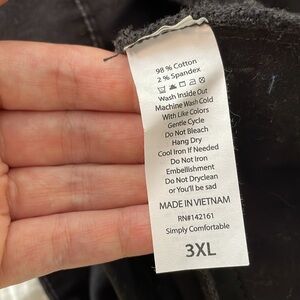 98 % Cotton
2 % Spandex
Wash Inside Out
Machine Wash Cold
With Like Colors
Gentle Cycle
Do Not Bleach
Hang Dry
Cool Iron If Needed
Do Not Iron
Embellishment
Do Not Dryclean
or You'll be sad
MADE IN VIETNAM
RN#142161
Simply Comfortable
3XL